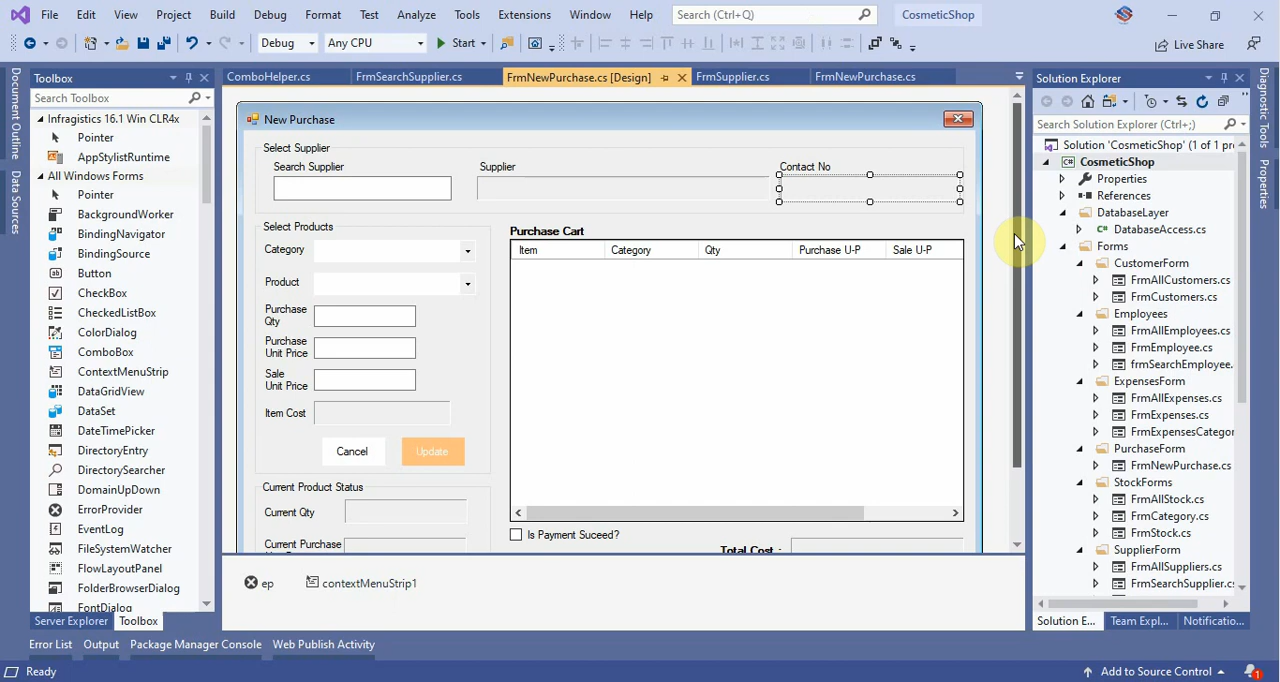 File Edit View Project Build Debug Format Test Analyze Tools Extensions Window Help Search (Ctrl+Q) CosmeticShop
Debug Any CPU Start Live Share
Toolbox ComboHelper.cs FrmSearchSupplier.cs FrmNewPurchase.cs [Design] FrmSupplier.cs FrmNewPurchase.cs Solution Explorer
Document Outline
Data Sources
Search Toolbox
Infragistics 16.1 Win CLR4x
Pointer
AppStylistRuntime
All Windows Forms
Pointer
BackgroundWorker
BindingNavigator
BindingSource
Button
CheckBox
CheckedListBox
ColorDialog
ComboBox
ContextMenuStrip
DataGridView
DataSet
DateTimePicker
DirectoryEntry
DirectorySearcher
DomainUpDown
ErrorProvider
EventLog
FileSystemWatcher
FlowLayoutPanel
FolderBrowserDialog
FontDialog
Server Explorer Toolbox
New Purchase
Select Supplier
Search Supplier Supplier Contact No
Select Products
Category
Product
Purchase
Qty
Purchase
Unit Price
Sale
Unit Price
Item Cost
Cancel Update
Current Product Status
Current Qty
Current Purchase
Purchase Cart
Item Category Qty Purchase U-P Sale U-P
Is Payment Suceed?
Total Cost :
ep contextMenuStrip1
Search Solution Explorer (Ctrl+;)
Solution 'CosmeticShop' (1 of 1 pr
CosmeticShop
Properties
References
DatabaseLayer
DatabaseAccess.cs
Forms
CustomerForm
FrmAllCustomers.cs
FrmCustomers.cs
Employees
FrmAllEmployees.cs
FrmEmployee.cs
frmSearchEmployee.
ExpensesForm
FrmAllExpenses.cs
FrmExpenses.cs
FrmExpensesCategor
PurchaseForm
FrmNewPurchase.cs
StockForms
FrmAllStock.cs
FrmCategory.cs
FrmStock.cs
SupplierForm
FrmAllSuppliers.cs
FrmSearchSupplier.cs
Solution E... Team Expl... Notificatio...
Diagnostic Tools
Properties
Error List Output Package Manager Console Web Publish Activity
Ready Add to Source Control 1